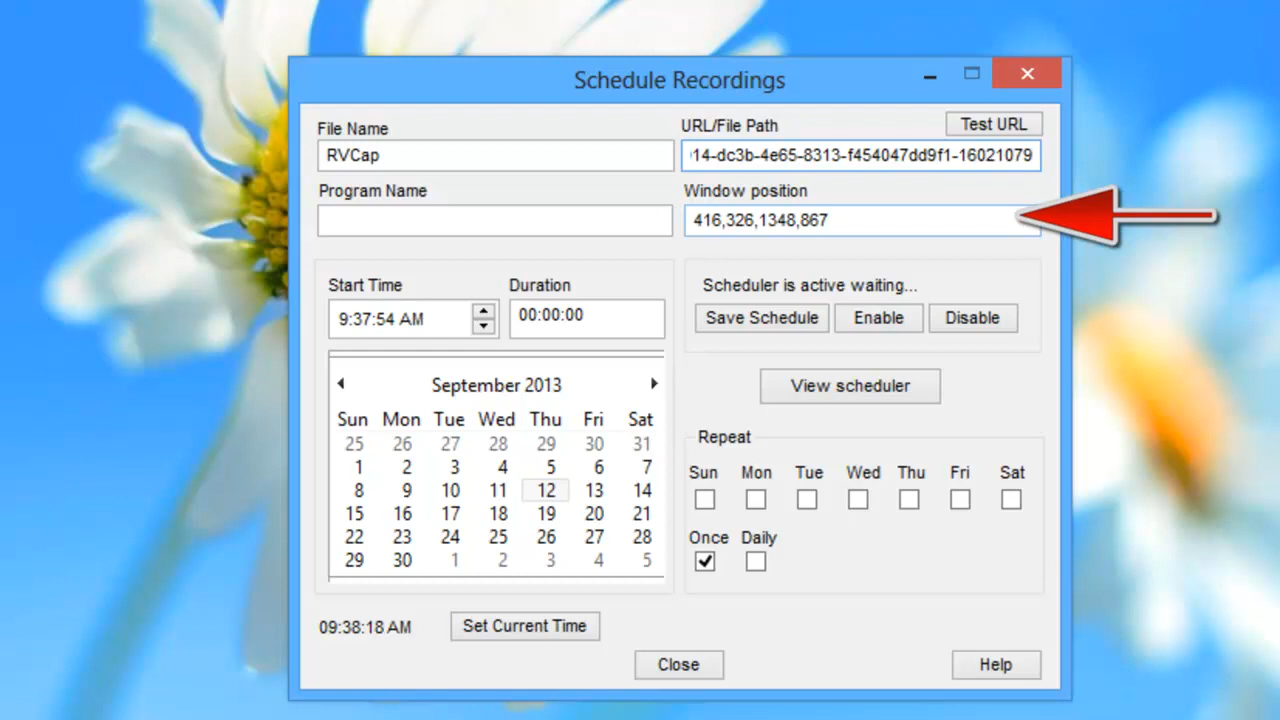 Schedule Recordings
File Name
URL/File Path
Test URL
RVCap
14-dc3b-4e65-8313-f454047dd9f1-16021079
Program Name
Window position
416,326,1348,867
Start Time
Duration
9:37:54 AM
00:00:00
Scheduler is active waiting...
Save Schedule
Enable
Disable
View scheduler
September 2013
Sun Mon Tue Wed Thu Fri Sat
25 26 27 28 29 30 31
1 2 3 4 5 6 7
8 9 10 11 12 13 14
15 16 17 18 19 20 21
22 23 24 25 26 27 28
29 30 1 2 3 4 5
Repeat
Sun Mon Tue Wed Thu Fri Sat
Once Daily
09:38:18 AM
Set Current Time
Close
Help